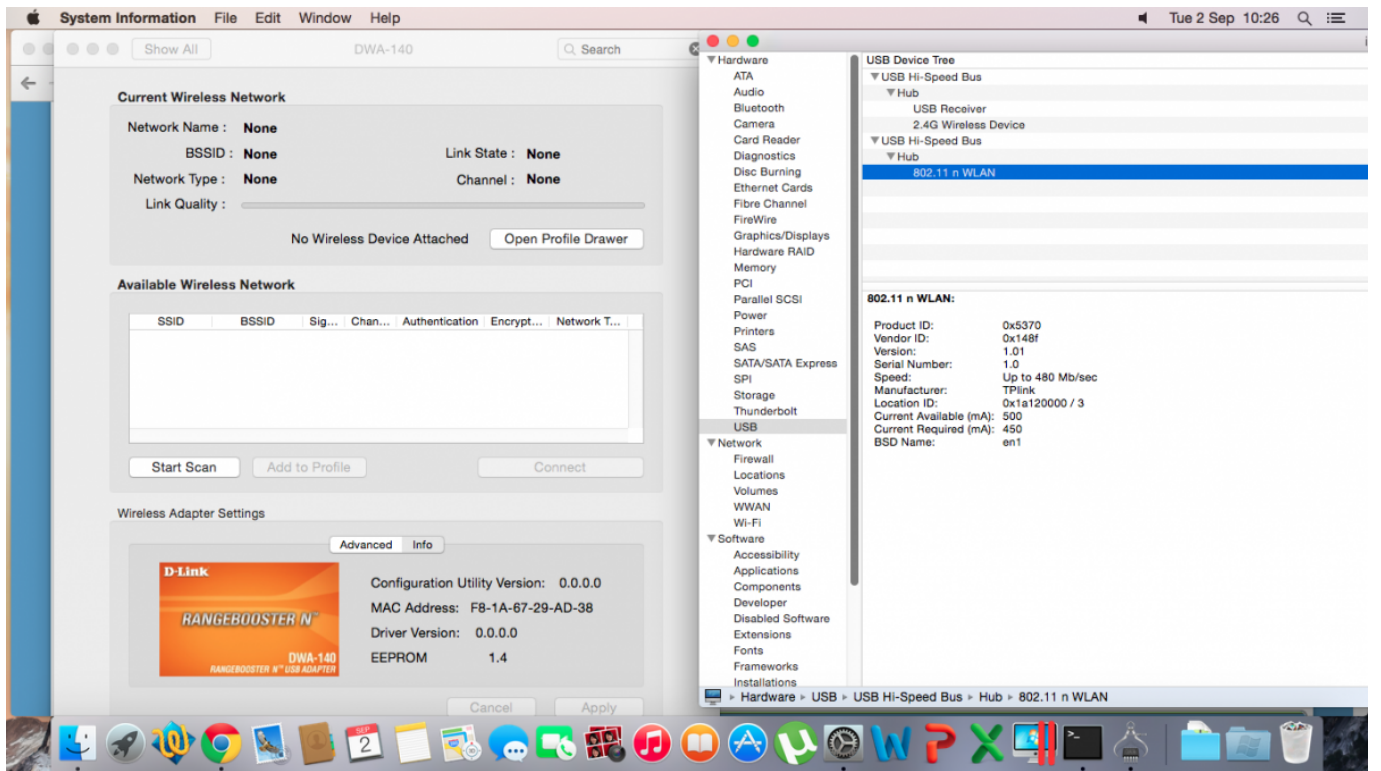 System Information File Edit Window Help
Tue 2 Sep 10:26
Show All
DWA-140
Search
Current Wireless Network
Network Name : None
BSSID : None
Link State : None
Network Type : None
Channel : None
Link Quality :
No Wireless Device Attached
Open Profile Drawer
Available Wireless Network
SSID BSSID Sig... Chan... Authentication Encrypt... Network T...
Start Scan
Add to Profile
Connect
Wireless Adapter Settings
Advanced Info
D-Link
RANGEBOOSTER N™
DWA-140
RANGEBOOSTER N™ USB ADAPTER
Configuration Utility Version: 0.0.0.0
MAC Address: F8-1A-67-29-AD-38
Driver Version: 0.0.0.0
EEPROM 1.4
Cancel
Apply
Hardware
ATA
Audio
Bluetooth
Camera
Card Reader
Diagnostics
Disc Burning
Ethernet Cards
Fibre Channel
FireWire
Graphics/Displays
Hardware RAID
Memory
PCI
Parallel SCSI
Power
Printers
SAS
SATA/SATA Express
SPI
Storage
Thunderbolt
USB
Network
Firewall
Locations
Volumes
WWAN
Wi-Fi
Software
Accessibility
Applications
Components
Developer
Disabled Software
Extensions
Fonts
Frameworks
Installations
USB Device Tree
USB Hi-Speed Bus
Hub
USB Receiver
2.4G Wireless Device
USB Hi-Speed Bus
Hub
802.11 n WLAN
802.11 n WLAN:
Product ID: 0x5370
Vendor ID: 0x148f
Version: 1.01
Serial Number: 1.0
Speed: Up to 480 Mb/sec
Manufacturer: TPlink
Location ID: 0x1a120000 / 3
Current Available (mA): 500
Current Required (mA): 450
BSD Name: en1
Hardware ▸ USB ▸ USB Hi-Speed Bus ▸ Hub ▸ 802.11 n WLAN
SEP
2